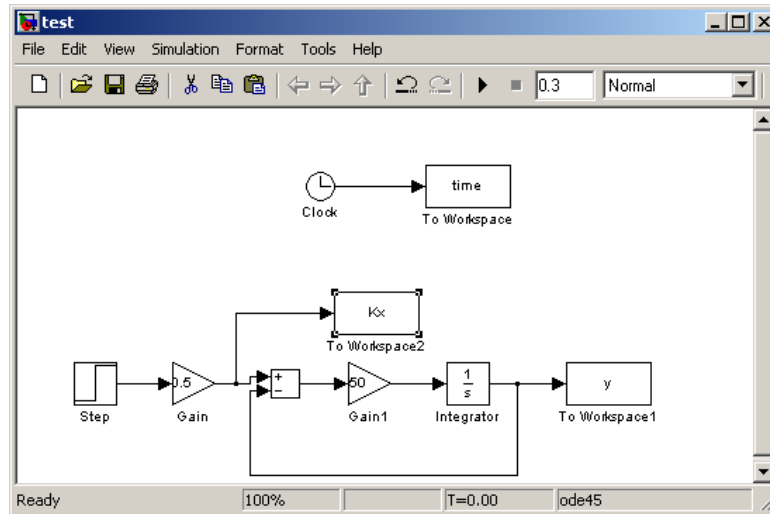 test
File Edit View Simulation Format Tools Help
0.3 Normal
time
Clock
To Workspace
Kx
To Workspace2
+
−
0.5
50
1
s
y
Step Gain Gain1 Integrator To Workspace1
Ready 100% T=0.00 ode45